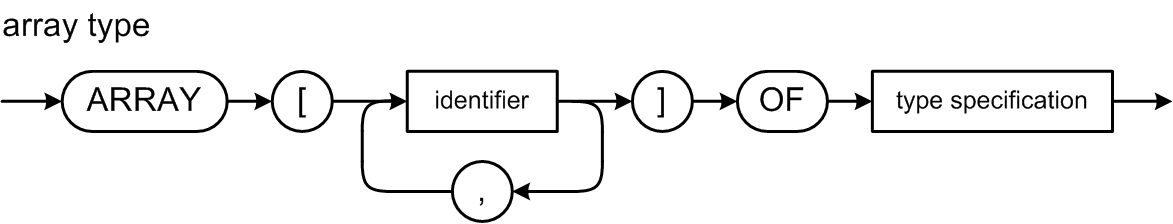 array type
ARRAY [ identifier ] OF type specification
,